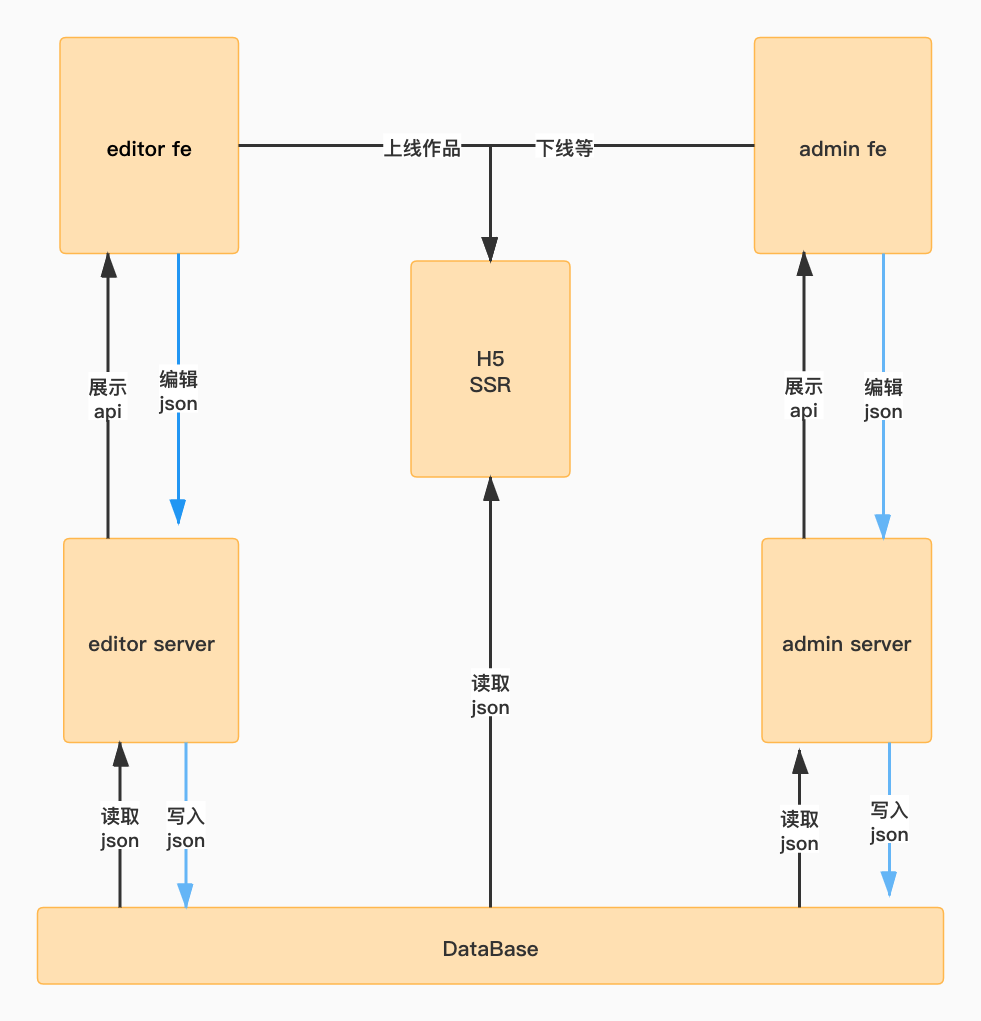 editor fe
上线作品
下线等
admin fe
H5
SSR
展示
api
编辑
json
展示
api
编辑
json
editor server
admin server
读取
json
读取
json
写入
json
读取
json
写入
json
DataBase